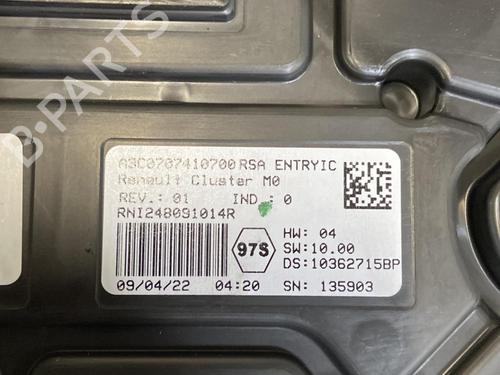 B-PARTS
A3C0707410700 RSA ENTRYIC
Renault Cluster M0
REV.: 01 IND.: 0
RNI248091014R
97S
HW: 04
SW:10.00
DS:10362715BP
09/04/22 04:20 SN: 135903